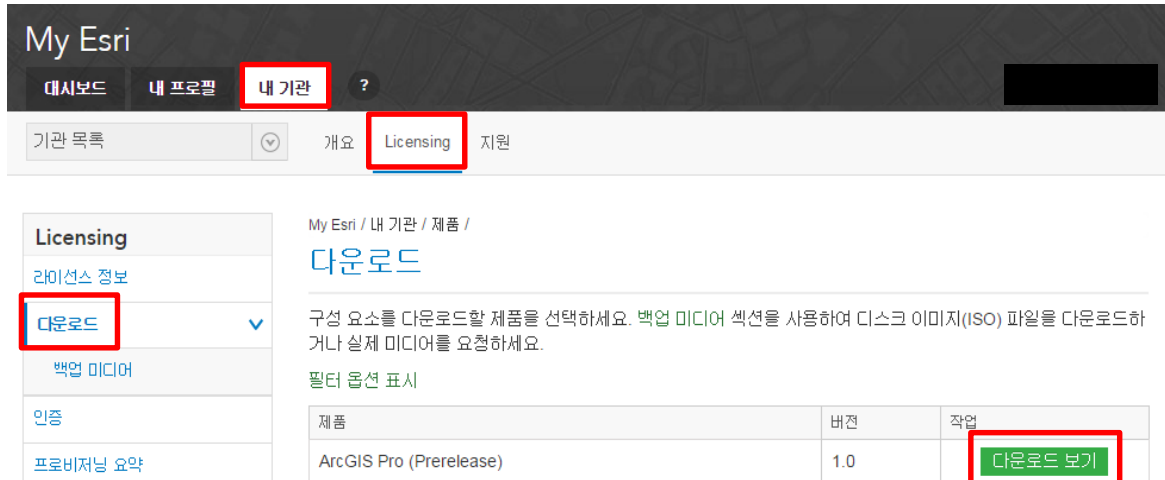 My Esri
대시보드 내 프로필 내 기관 ?
기관 목록 개요 Licensing 지원
Licensing
라이선스 정보
다운로드
백업 미디어
인증
프로비저닝 요약
My Esri / 내 기관 / 제품 /
다운로드
구성 요소를 다운로드할 제품을 선택하세요. 백업 미디어 섹션을 사용하여 디스크 이미지(ISO) 파일을 다운로드하
거나 실제 미디어를 요청하세요.
필터 옵션 표시
제품 버전 작업
ArcGIS Pro (Prerelease) 1.0 다운로드 보기